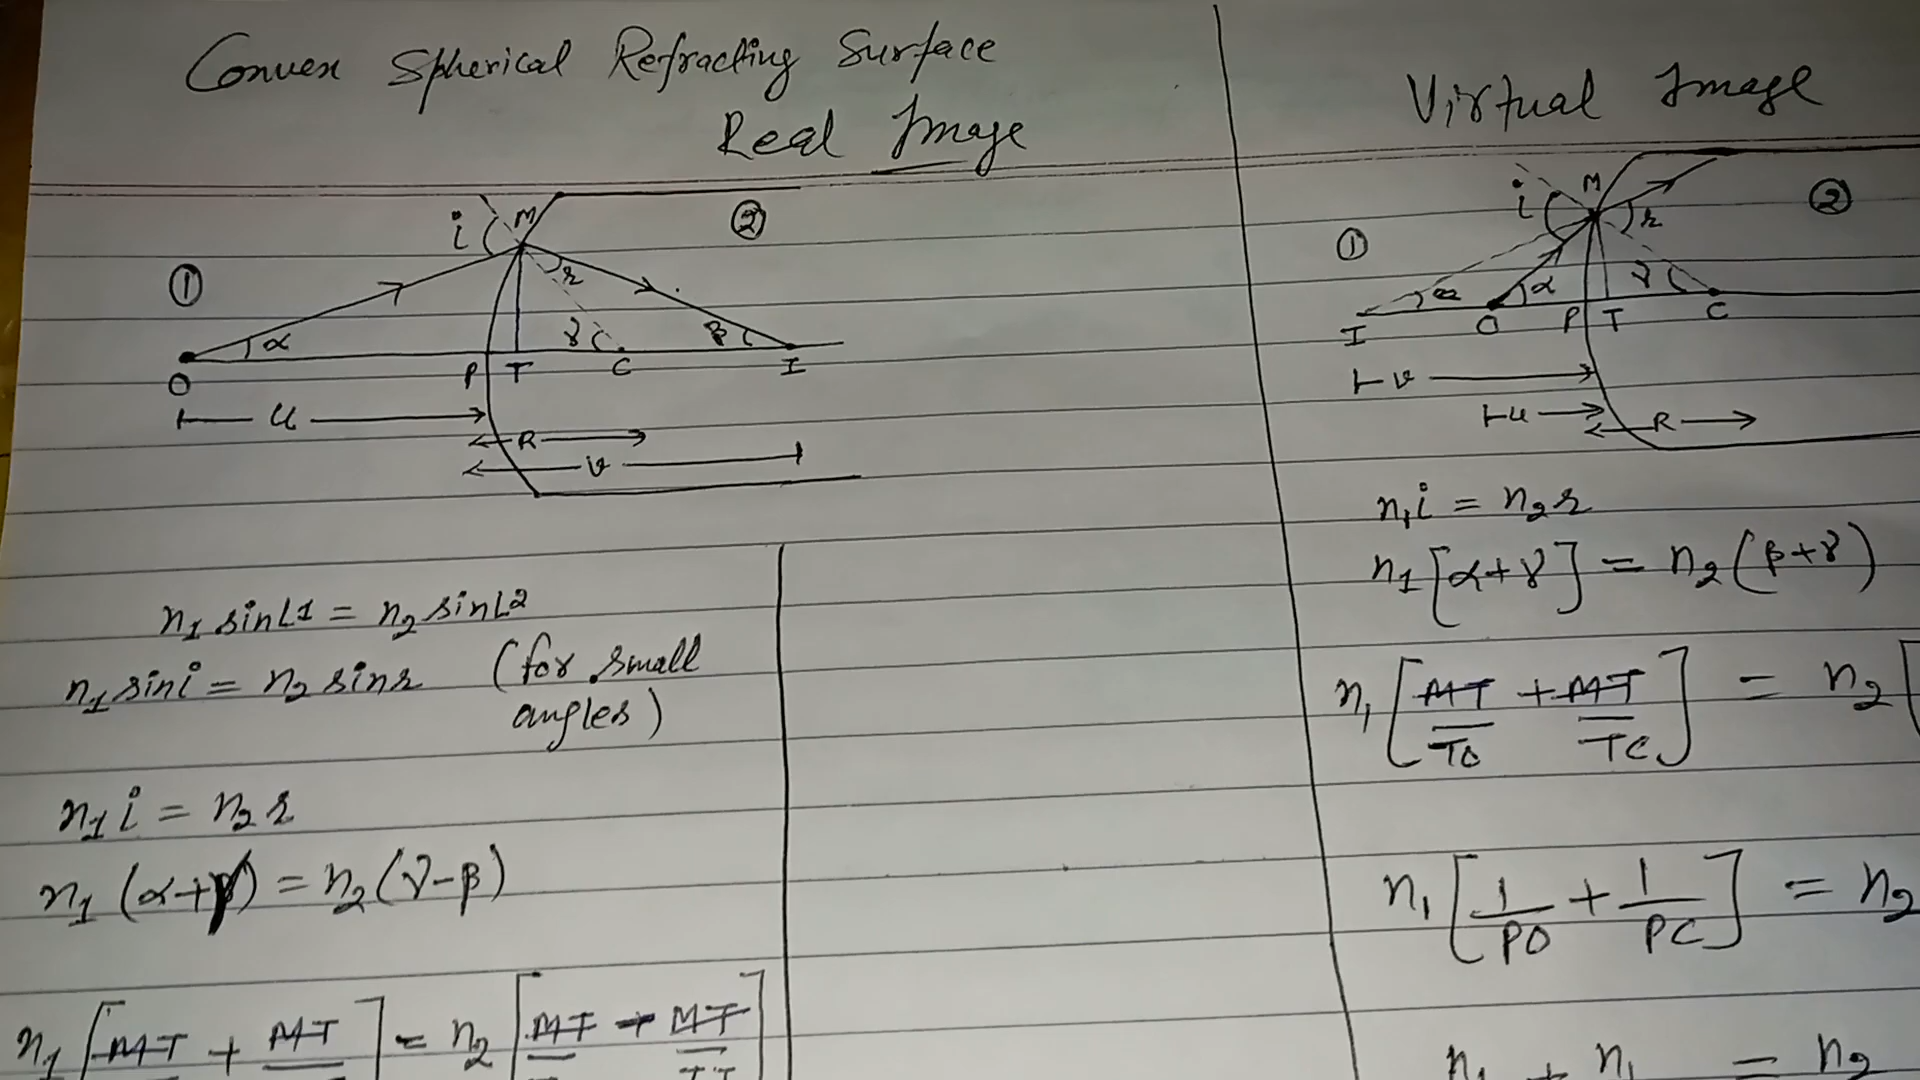 Convex Spherical Refracting Surface
Real Image
① i M ② r
O α P T γ C β I
u
R
v
n₁ sin∠1 = n₂ sin∠2
n₁ sin i = n₂ sin r (for small
angles)
n₁ i = n₂ r
n₁ (α+γ) = n₂ (γ-β)
n₁ [MT + MT] = n₂ [MT - MT]
Virtual Image
① i M r ②
I O α P T γ C
v
u
R
n₁i = n₂r
n₁ [α+γ] = n₂ (β+γ)
n₁ [MT/TO + MT/TC] = n₂ [
n₁ [1/PO + 1/PC] = n₂
n₁ + n₁ = n₂